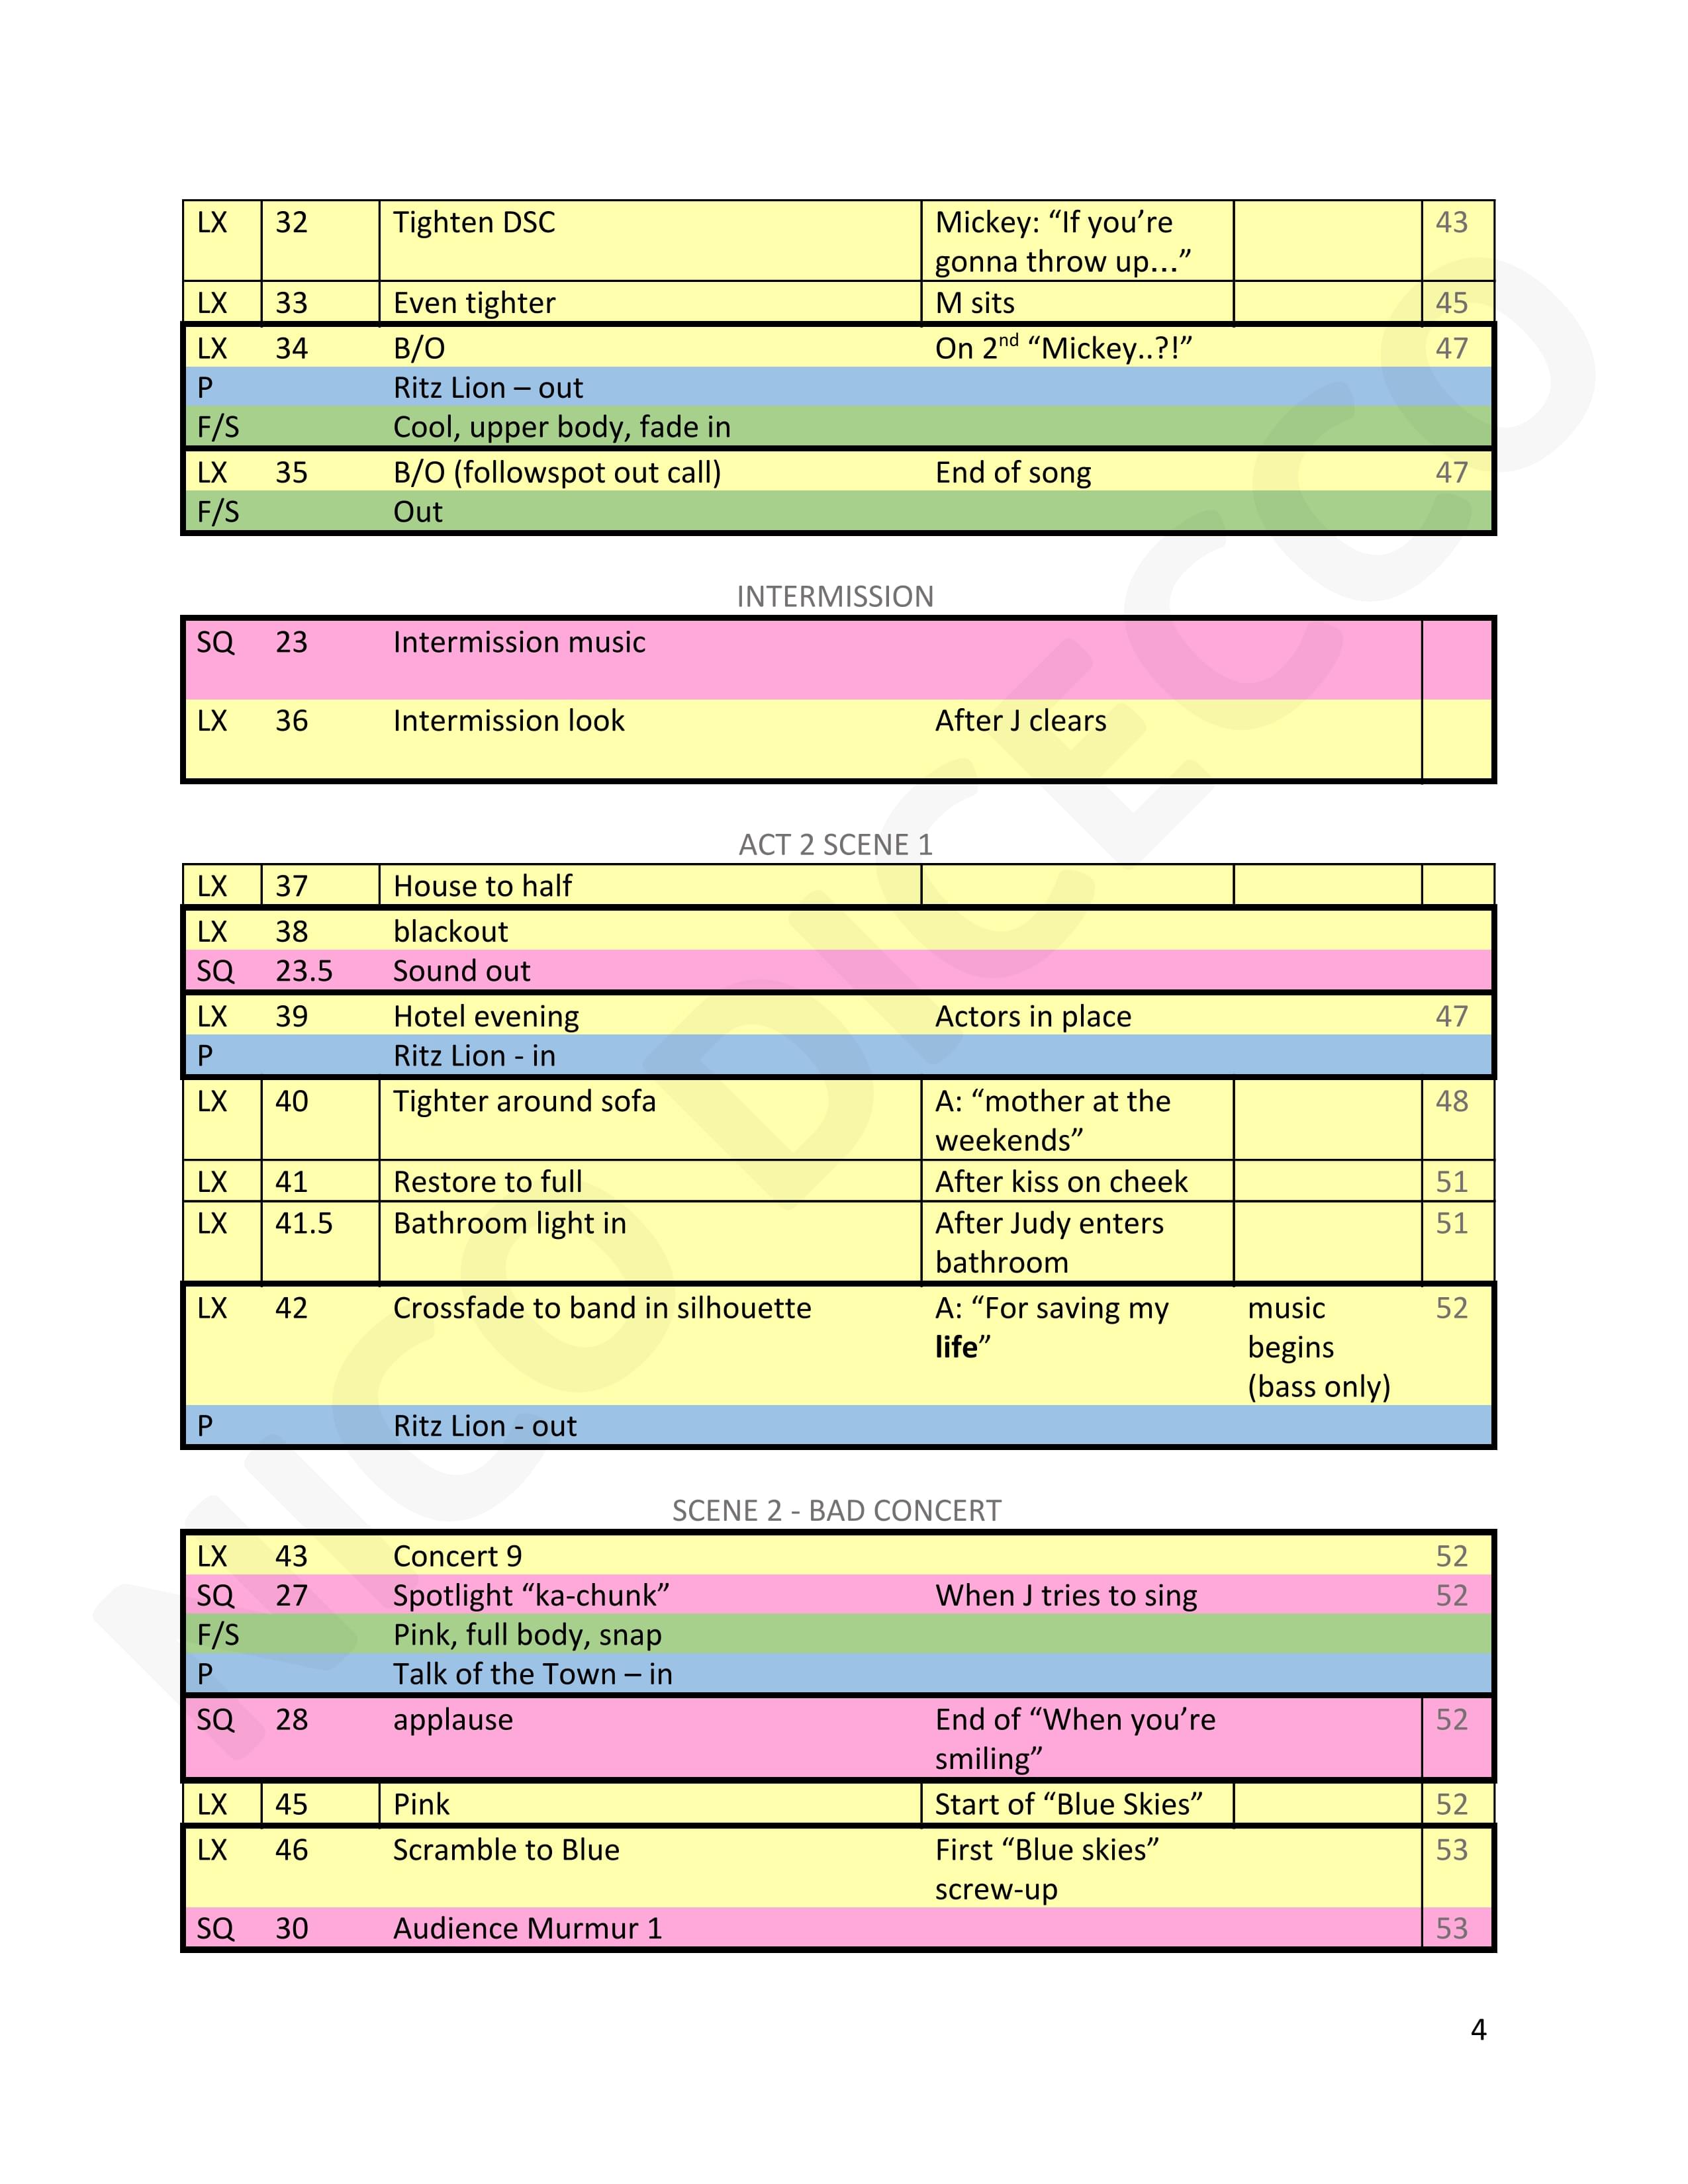 LX 32 Tighten DSC Mickey: “If you’re 43
gonna throw up...”
LX 33 Even tighter M sits 45
LX 34 B/O On 2nd “Mickey..?!” 47
P Ritz Lion – out
F/S Cool, upper body, fade in
LX 35 B/O (followspot out call) End of song 47
F/S Out
INTERMISSION
SQ 23 Intermission music
LX 36 Intermission look After J clears
ACT 2 SCENE 1
LX 37 House to half
LX 38 blackout
SQ 23.5 Sound out
LX 39 Hotel evening Actors in place 47
P Ritz Lion - in
LX 40 Tighter around sofa A: “mother at the 48
weekends”
LX 41 Restore to full After kiss on cheek 51
LX 41.5 Bathroom light in After Judy enters 51
bathroom
LX 42 Crossfade to band in silhouette A: “For saving my music 52
life” begins
(bass only)
P Ritz Lion - out
SCENE 2 - BAD CONCERT
LX 43 Concert 9 52
SQ 27 Spotlight “ka-chunk” When J tries to sing 52
F/S Pink, full body, snap
P Talk of the Town – in
SQ 28 applause End of “When you’re 52
smiling”
LX 45 Pink Start of “Blue Skies” 52
LX 46 Scramble to Blue First “Blue skies” 53
screw-up
SQ 30 Audience Murmur 1 53
4
NICO DICECCO